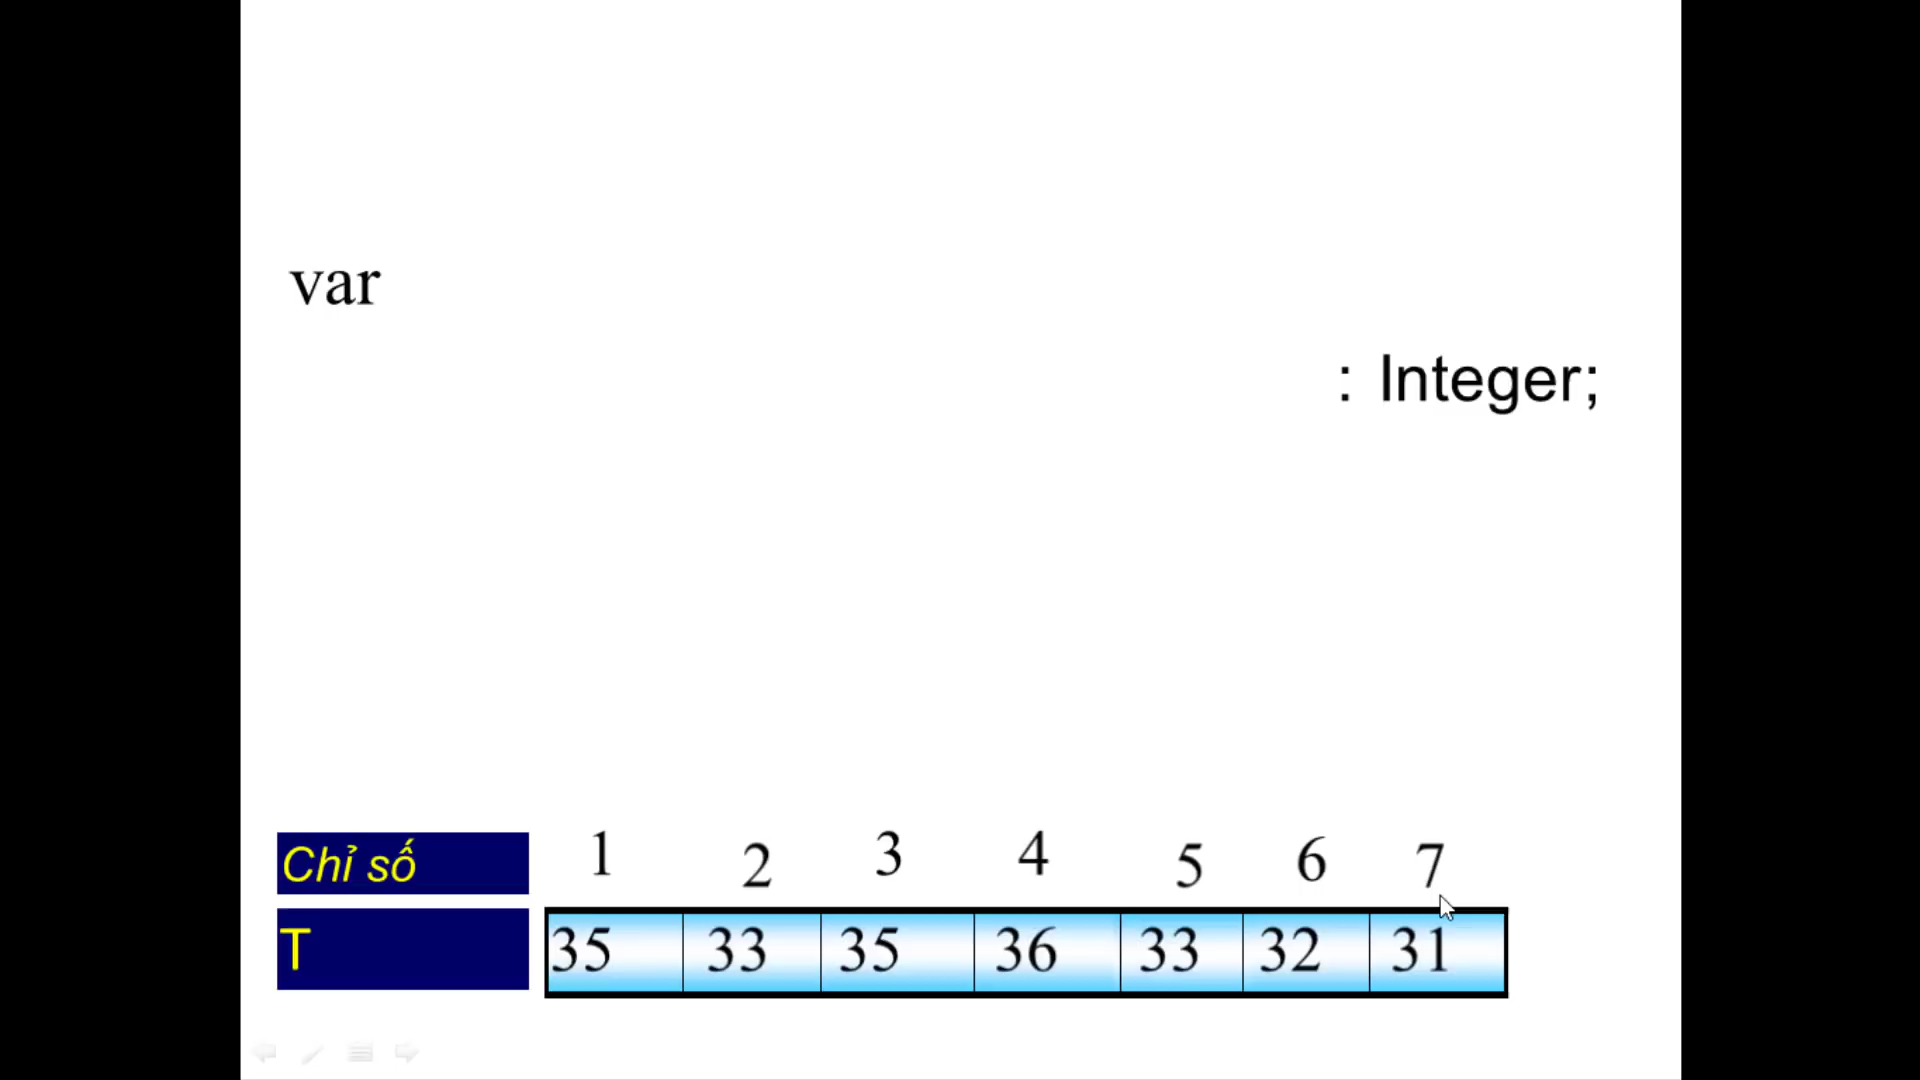 var
: Integer;
Chỉ số 1 2 3 4 5 6 7
T 35 33 35 36 33 32 31